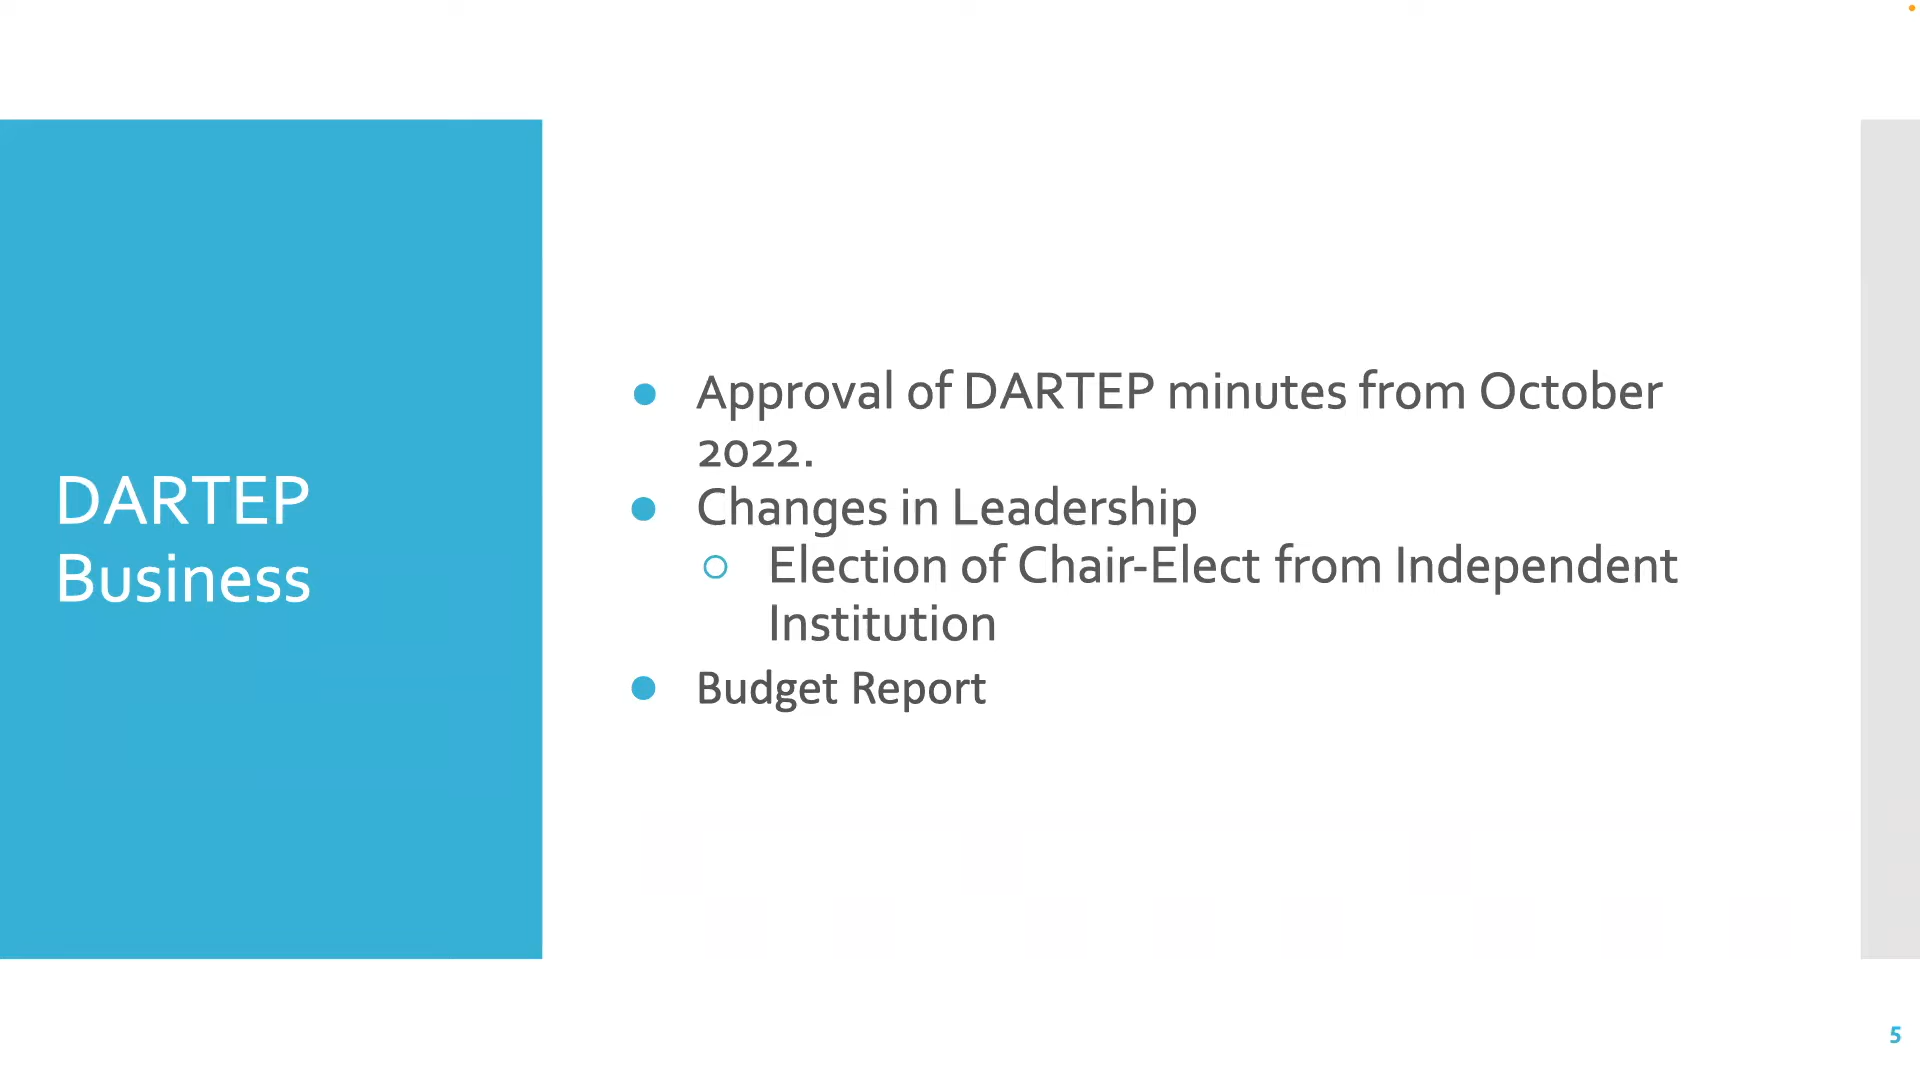 DARTEP
Business
● Approval of DARTEP minutes from October
2022.
● Changes in Leadership
○ Election of Chair-Elect from Independent
Institution
● Budget Report
5